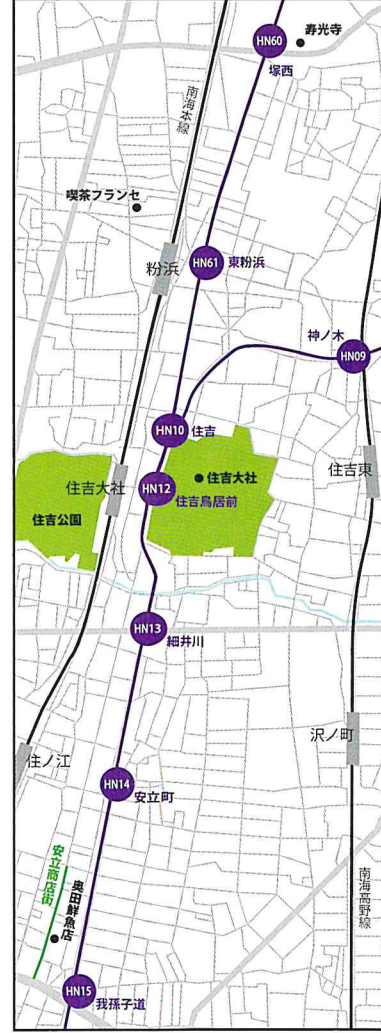 HN60
寿光寺
塚西
南海本線
喫茶フランセ
粉浜
HN61
東粉浜
神ノ木
HN09
HN10
住吉
住吉大社
住吉東
住吉大社
HN12
住吉鳥居前
住吉公園
HN13
細井川
沢ノ町
住ノ江
HN14
安立町
安立商店街
奥田鮮魚店
南海高野線
HN15
我孫子道